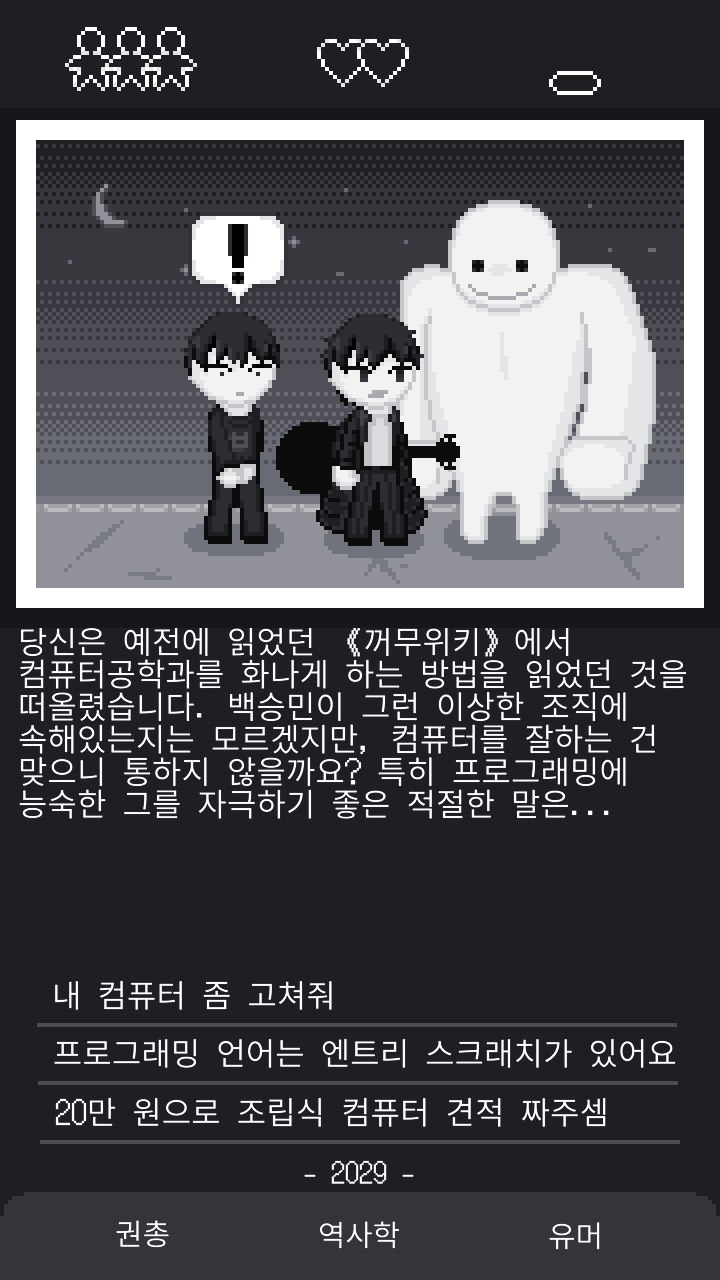 !
당신은 예전에 읽었던 《꺼무위키》에서
컴퓨터공학과를 화나게 하는 방법을 읽었던 것을
떠올렸습니다. 백승민이 그런 이상한 조직에
속해있는지는 모르겠지만, 컴퓨터를 잘하는 건
맞으니 통하지 않을까요? 특히 프로그래밍에
능숙한 그를 자극하기 좋은 적절한 말은...
내 컴퓨터 좀 고쳐줘
프로그래밍 언어는 엔트리 스크래치가 있어요
20만 원으로 조립식 컴퓨터 견적 짜주셈
- 2029 -
권총 역사학 유머